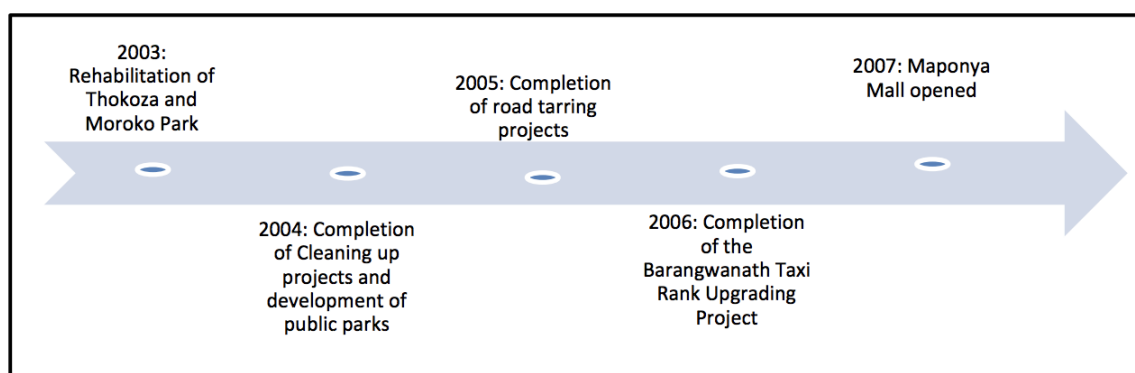 2003:
Rehabilitation of
Thokoza and
Moroko Park
2004: Completion
of Cleaning up
projects and
development of
public parks
2005: Completion
of road tarring
projects
2006: Completion
of the
Barangwanath Taxi
Rank Upgrading
Project
2007: Maponya
Mall opened